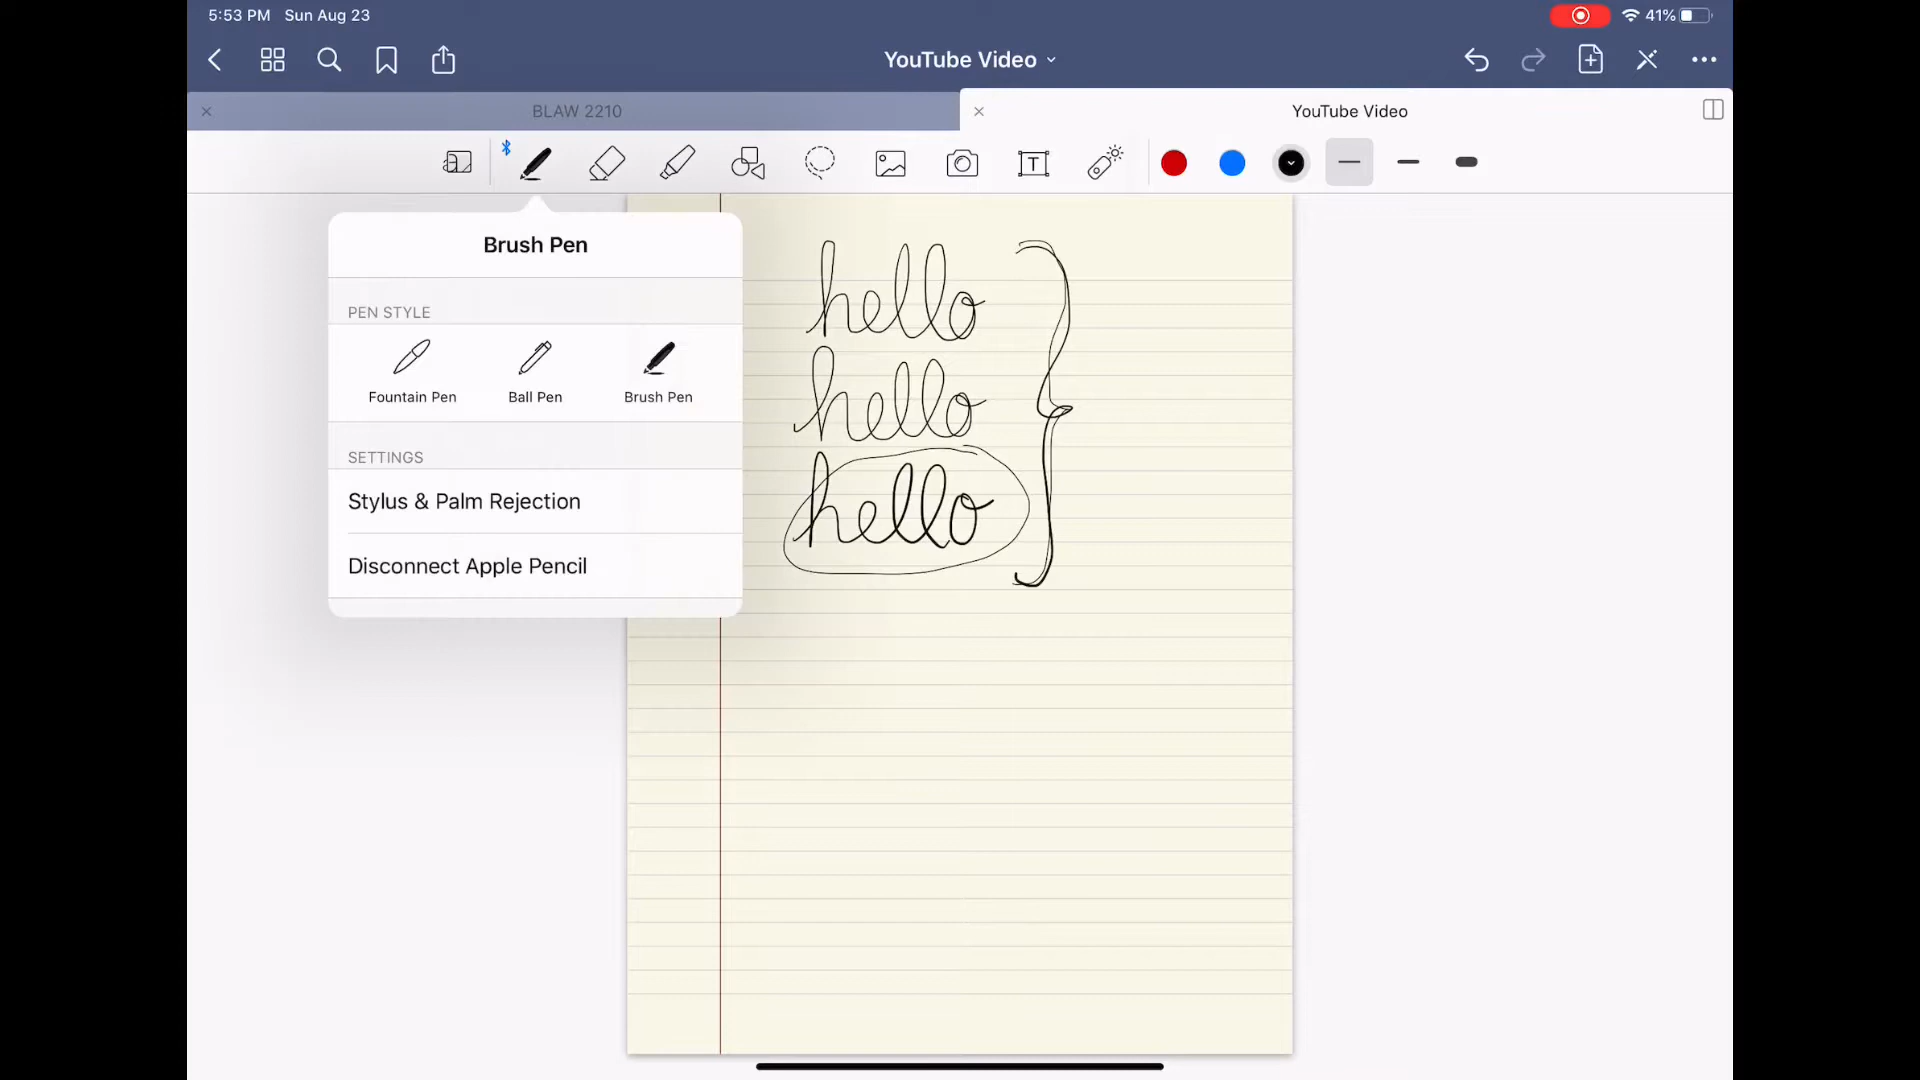 5:53 PM Sun Aug 23 41%
YouTube Video
BLAW 2210 YouTube Video
T
Brush Pen
PEN STYLE
Fountain Pen Ball Pen Brush Pen
SETTINGS
Stylus & Palm Rejection
Disconnect Apple Pencil
hello
hello
hello